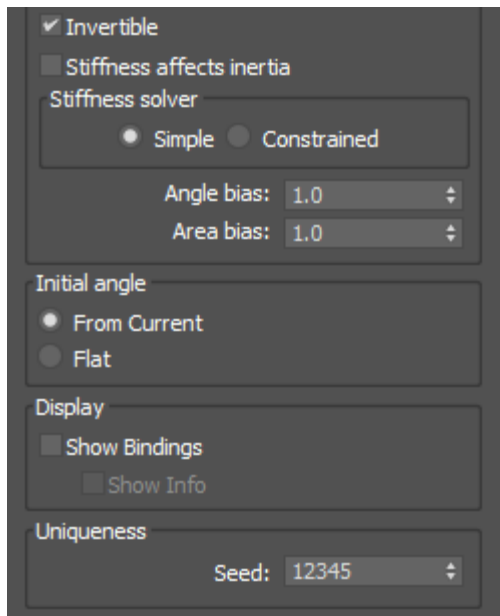 Invertible
Stiffness affects inertia
Stiffness solver
Simple Constrained
Angle bias: 1.0
Area bias: 1.0
Initial angle
From Current
Flat
Display
Show Bindings
Show Info
Uniqueness
Seed: 12345